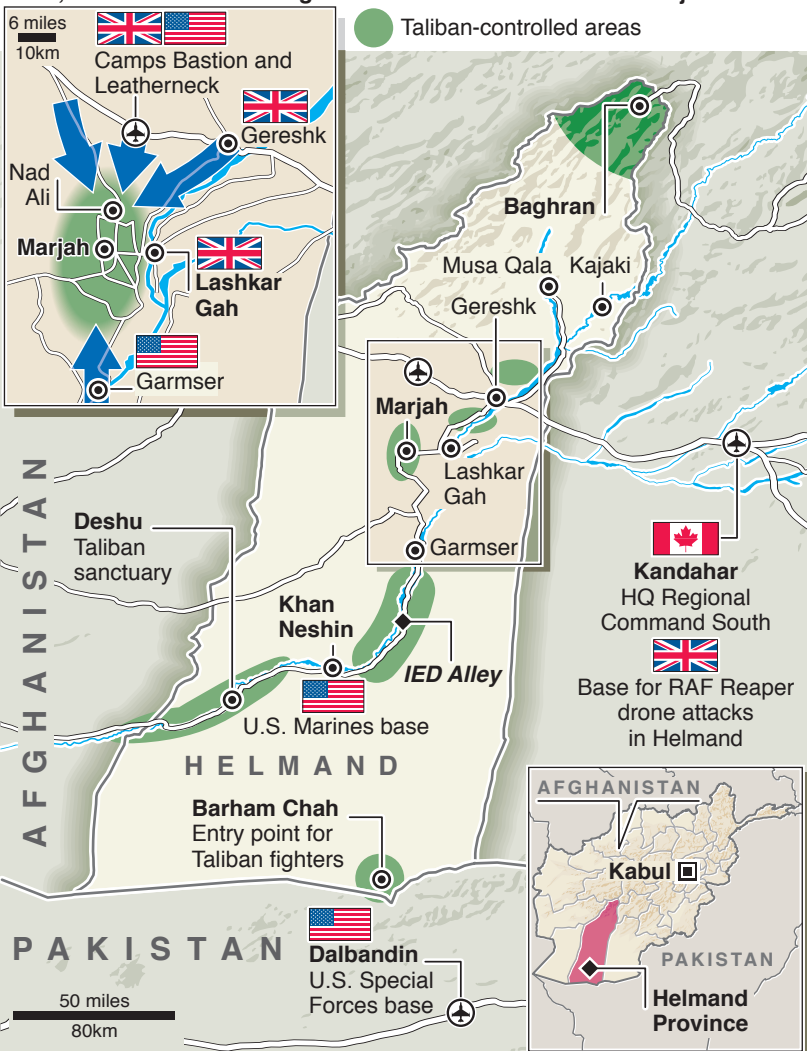 6 miles
10km
Camps Bastion and
Leatherneck
Gereshk
Nad
Ali
Marjah
Lashkar
Gah
Garmser
Taliban-controlled areas
Baghran
Musa Qala
Kajaki
Gereshk
Marjah
Lashkar
Gah
Garmser
AFGHANISTAN
Deshu
Taliban
sanctuary
Khan
Neshin
IED Alley
U.S. Marines base
Kandahar
HQ Regional
Command South
Base for RAF Reaper
drone attacks
in Helmand
HELMAND
Barham Chah
Entry point for
Taliban fighters
PAKISTAN
Dalbandin
U.S. Special
Forces base
50 miles
80km
AFGHANISTAN
Kabul
PAKISTAN
Helmand
Province